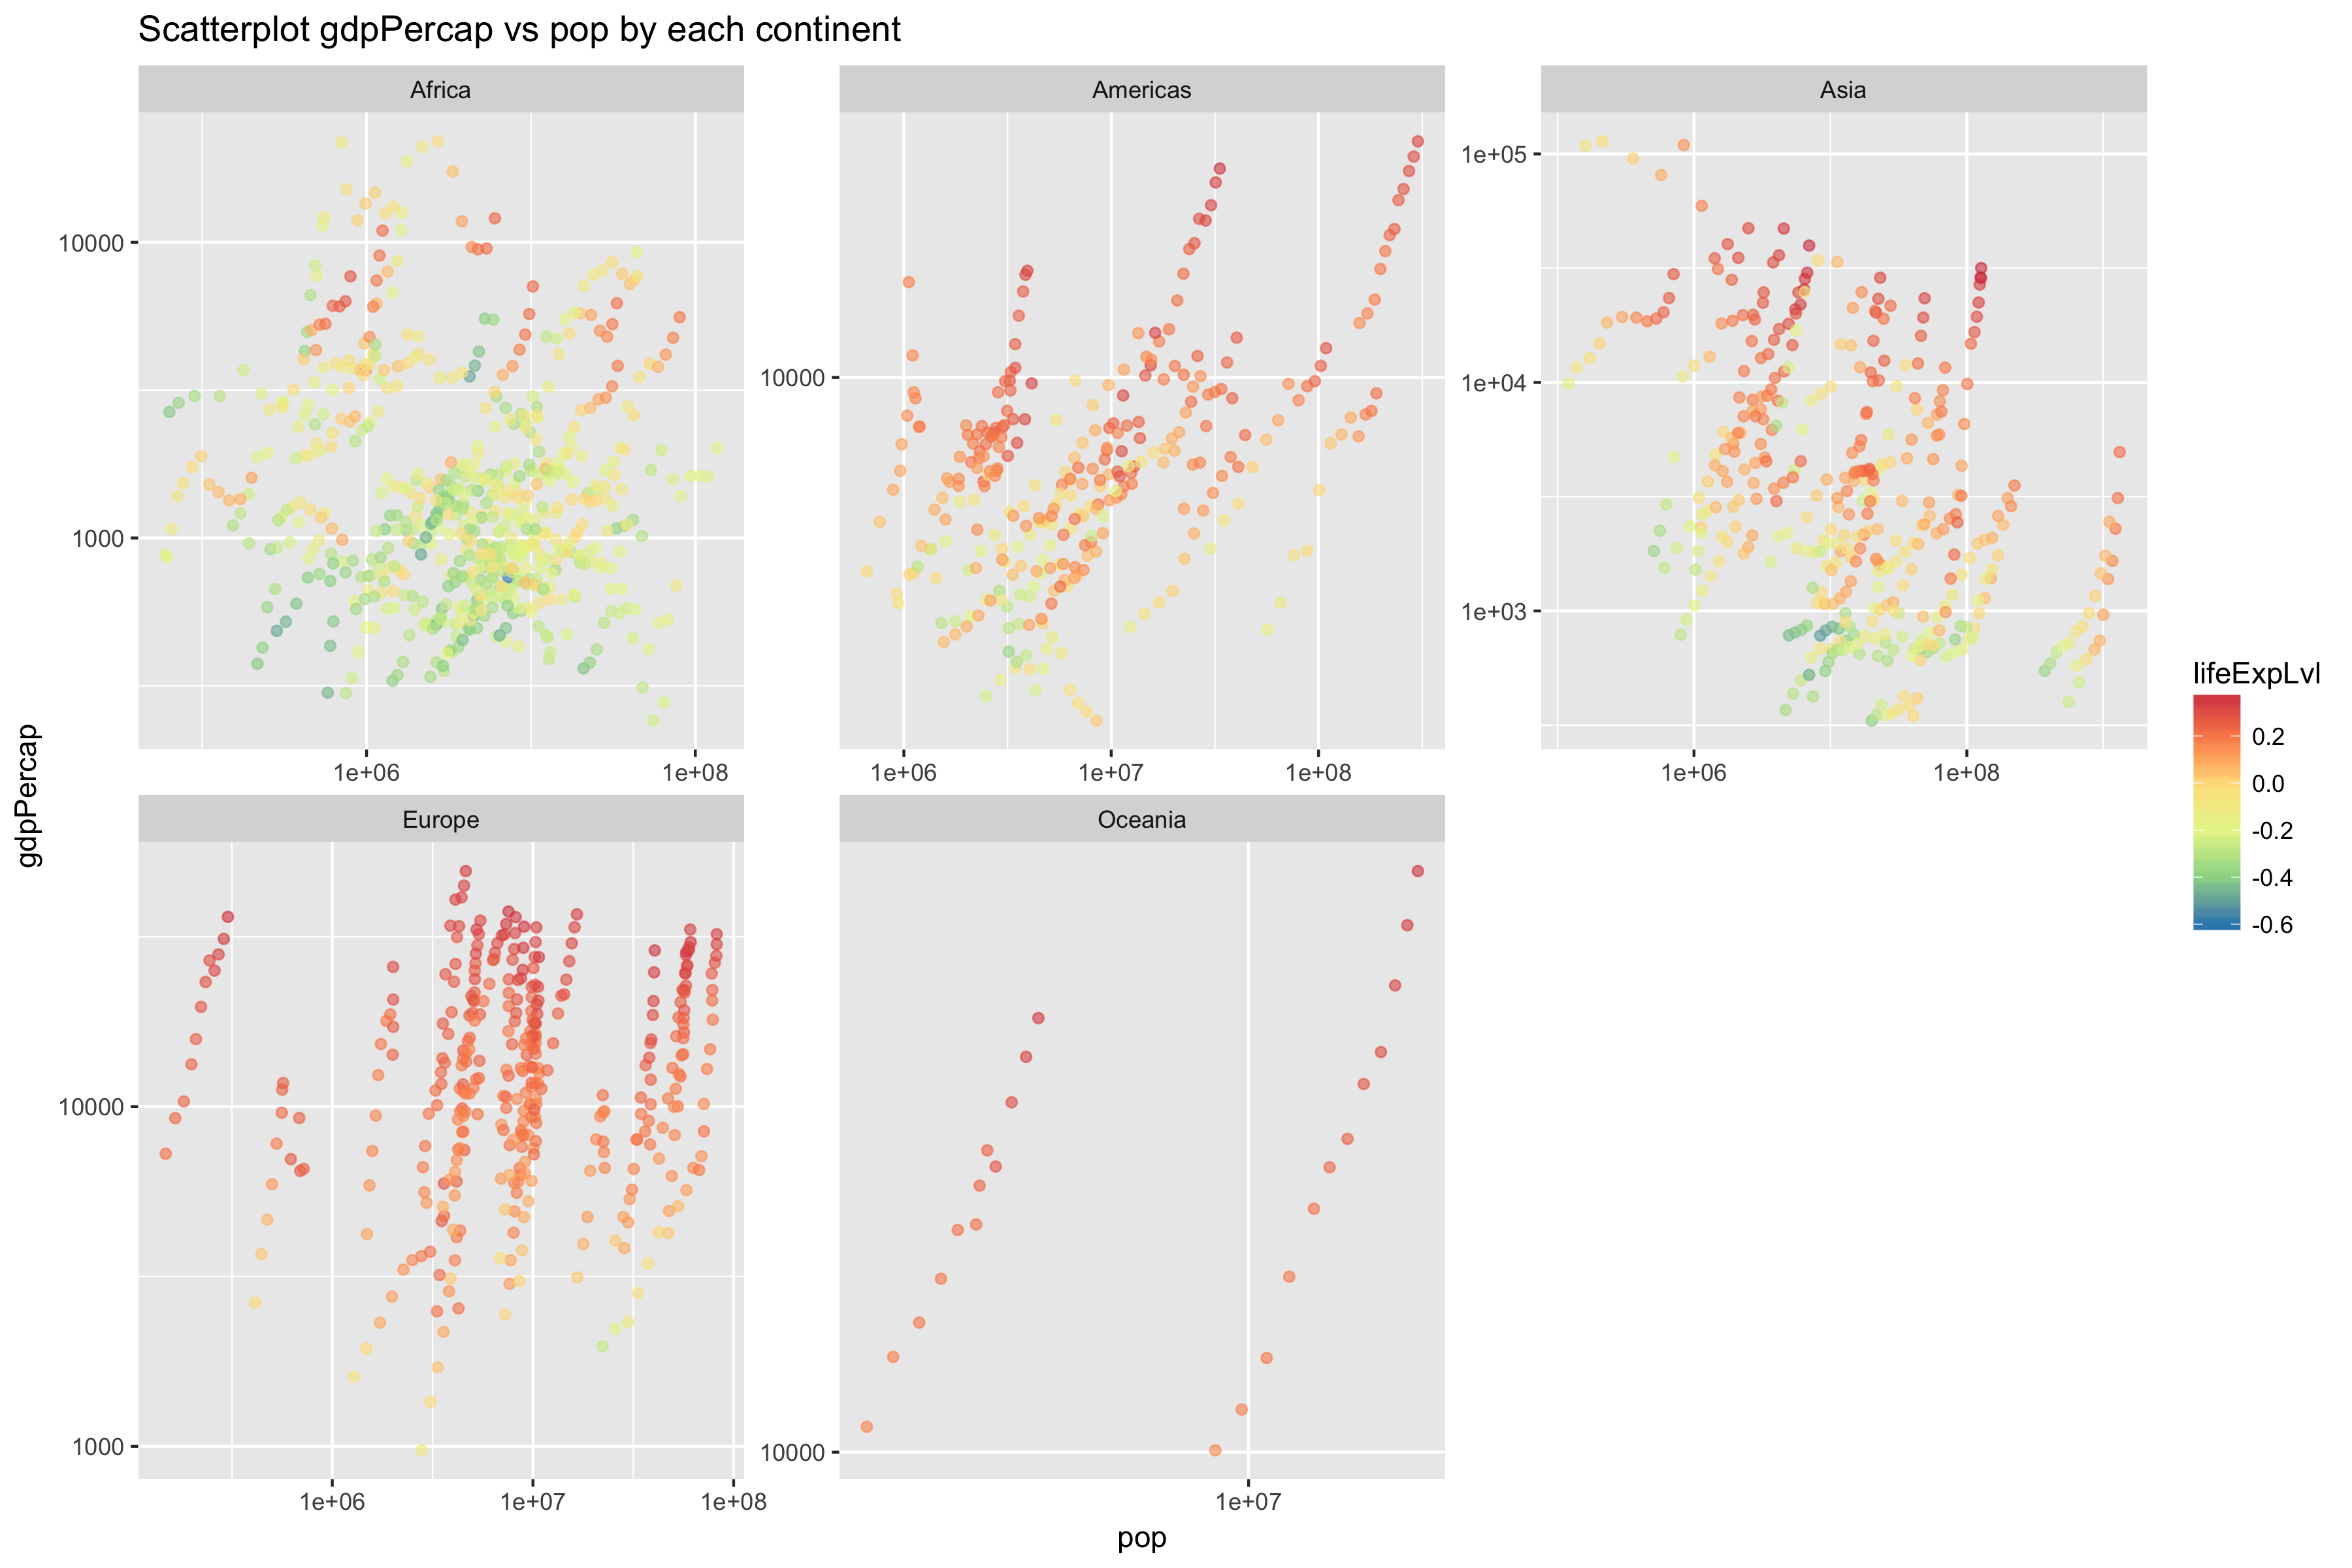 Scatterplot gdpPercap vs pop by each continent
Africa
Americas
Asia
10000
1000
1e+06
1e+08
10000
1e+06
1e+07
1e+08
1e+05
1e+04
1e+03
1e+06
1e+08
Europe
Oceania
10000
1000
1e+06
1e+07
1e+08
10000
1e+07
gdpPercap
pop
lifeExpLvl
0.2
0.0
-0.2
-0.4
-0.6